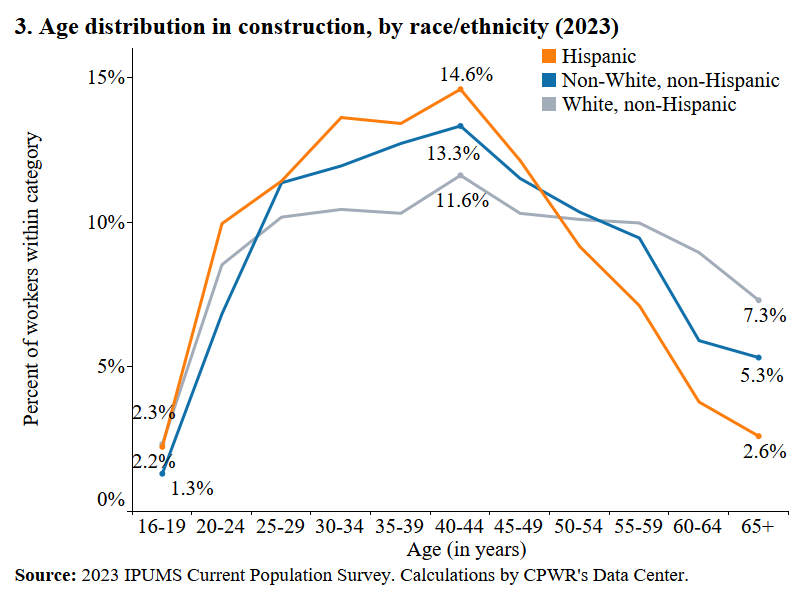 3. Age distribution in construction, by race/ethnicity (2023)
Hispanic
Non-White, non-Hispanic
White, non-Hispanic
Percent of workers within category
15%
10%
5%
0%
14.6%
13.3%
11.6%
7.3%
5.3%
2.6%
2.3%
2.2%
1.3%
16-19 20-24 25-29 30-34 35-39 40-44 45-49 50-54 55-59 60-64 65+
Age (in years)
Source: 2023 IPUMS Current Population Survey. Calculations by CPWR's Data Center.